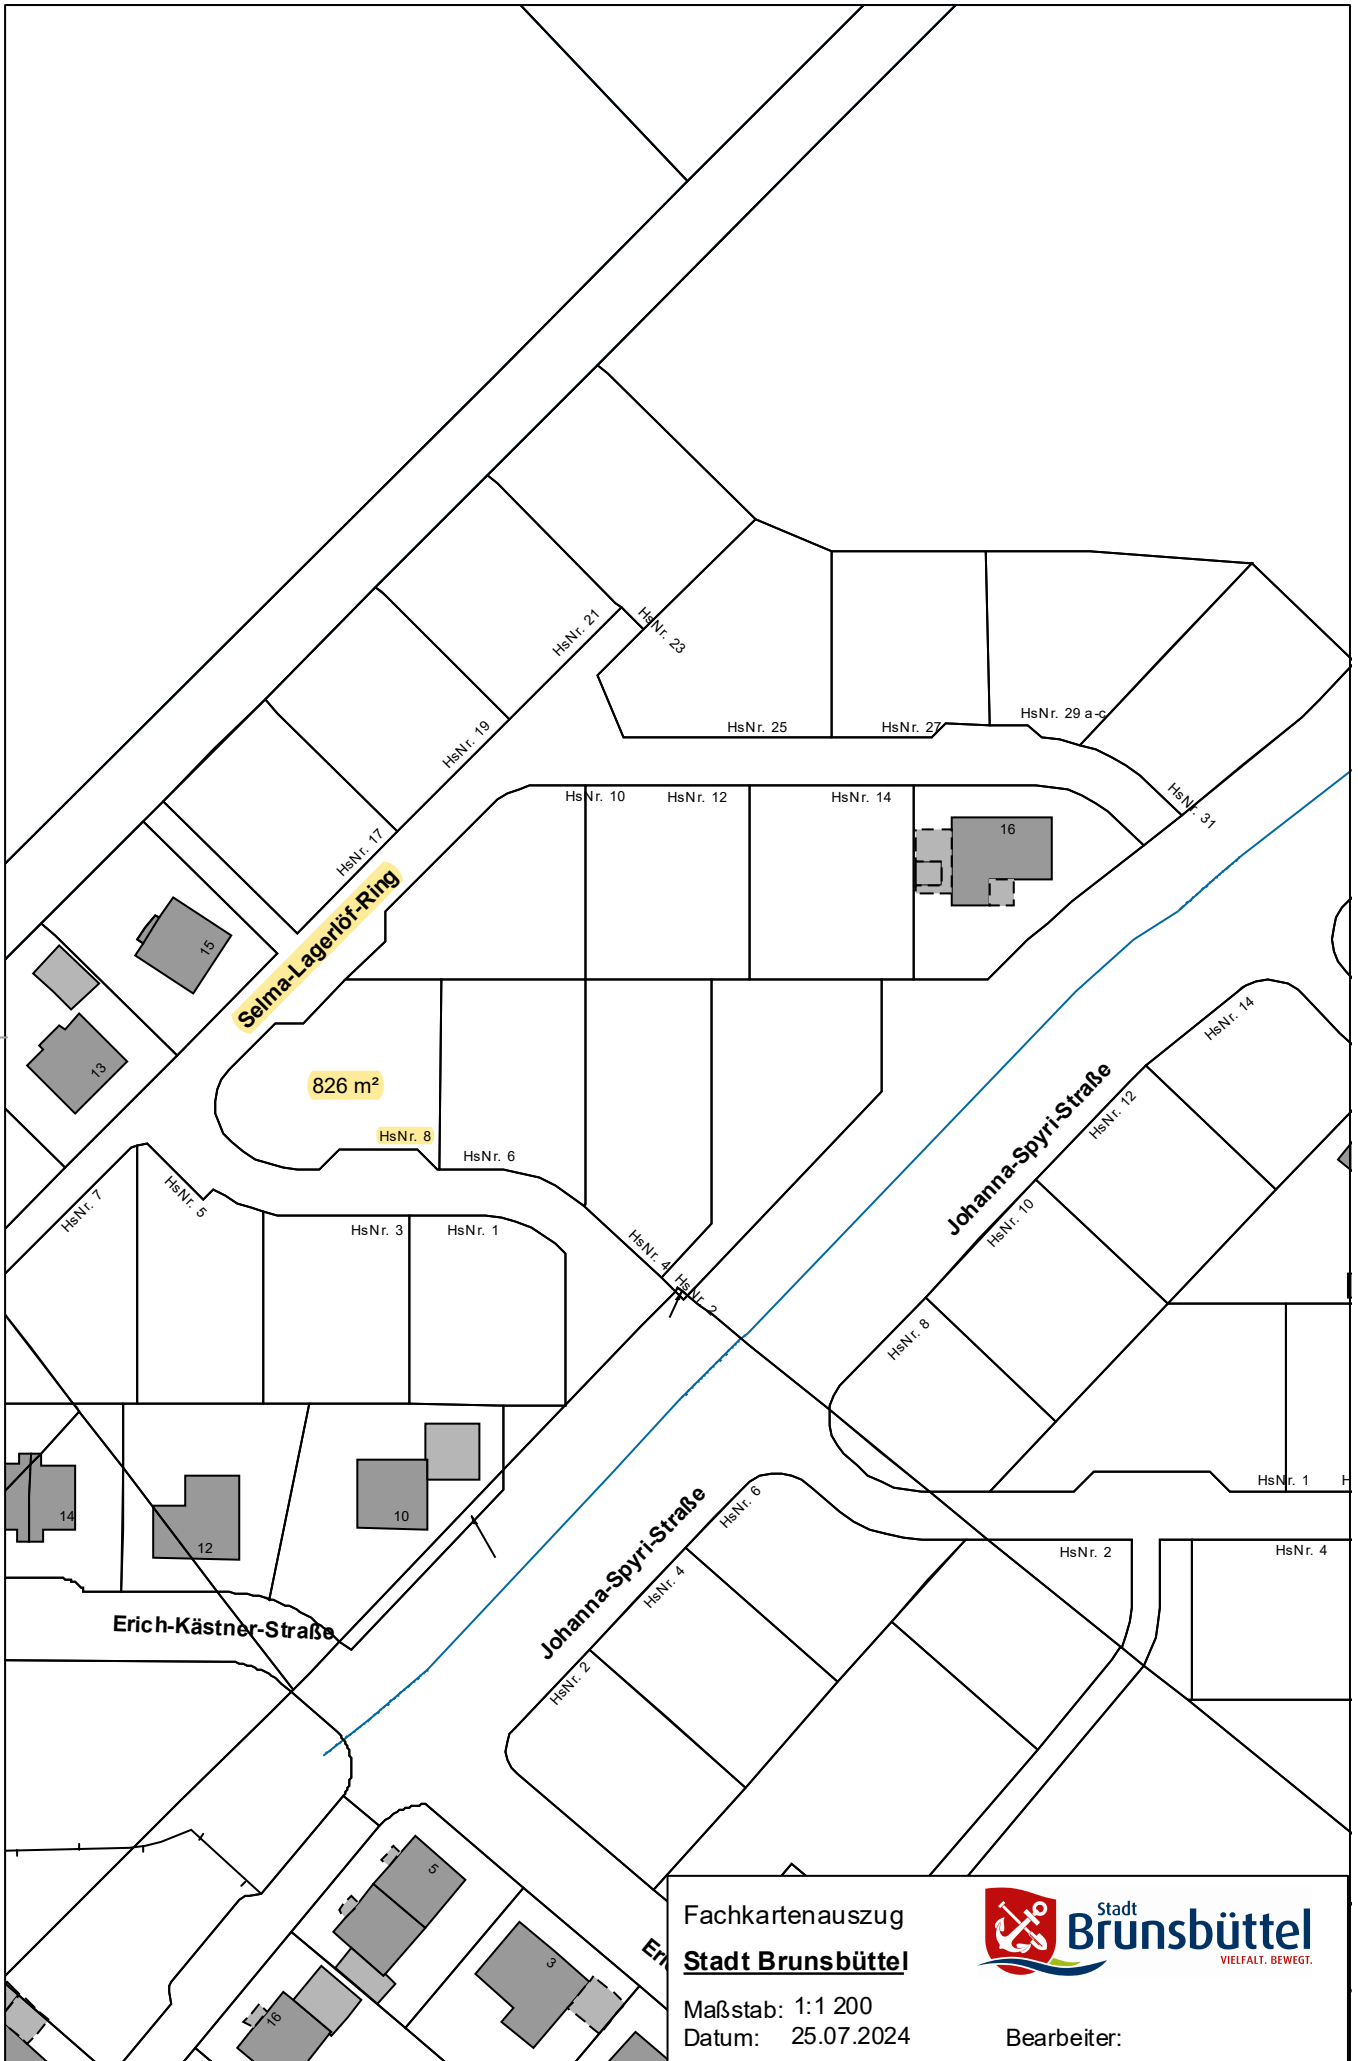 HsNr. 21
HsNr. 23
HsNr. 19
HsNr. 25
HsNr. 27
HsNr. 29 a-c
HsNr. 17
HsNr. 10
HsNr. 12
HsNr. 14
HsNr. 31
16
Selma-Lagerlöf-Ring
15
13
826 m²
HsNr. 8
HsNr. 6
HsNr. 7
HsNr. 5
HsNr. 3
HsNr. 1
HsNr. 4
HsNr. 2
HsNr. 14
HsNr. 12
Johanna-Spyri-Straße
HsNr. 10
HsNr. 8
HsNr. 1
H
14
12
10
HsNr. 6
Johanna-Spyri-Straße
HsNr. 4
HsNr. 2
HsNr. 2
HsNr. 4
Erich-Kästner-Straße
5
3
16
Fachkartenauszug
Stadt Brunsbüttel
Maßstab: 1:1 200
Datum: 25.07.2024
Bearbeiter:
Stadt
Brunsbüttel
VIELFALT. BEWEGT.